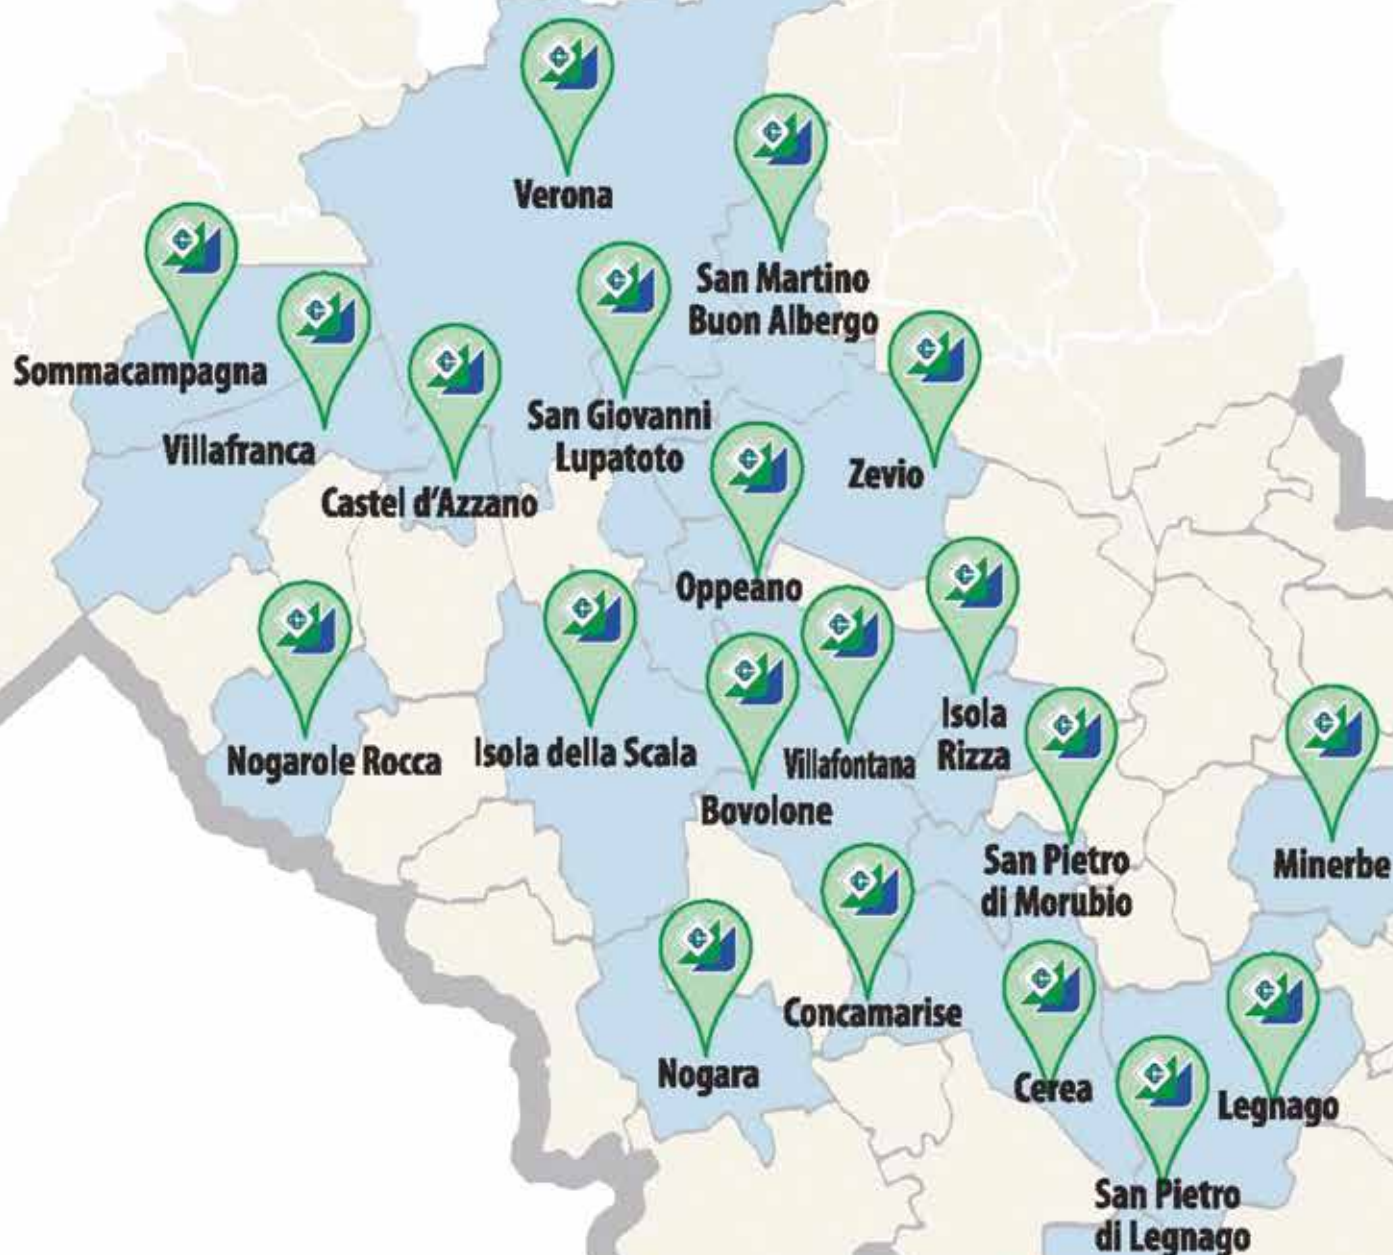 Verona
San Martino
Buon Albergo
Sommacampagna
Villafranca
Castel d'Azzano
San Giovanni
Lupatoto
Zevio
Oppeano
Nogarole Rocca
Isola della Scala
Bovolone
Villafontana
Isola
Rizza
San Pietro
di Morubio
Minerbe
Nogara
Concamarise
Cerea
Legnago
San Pietro
di Legnago